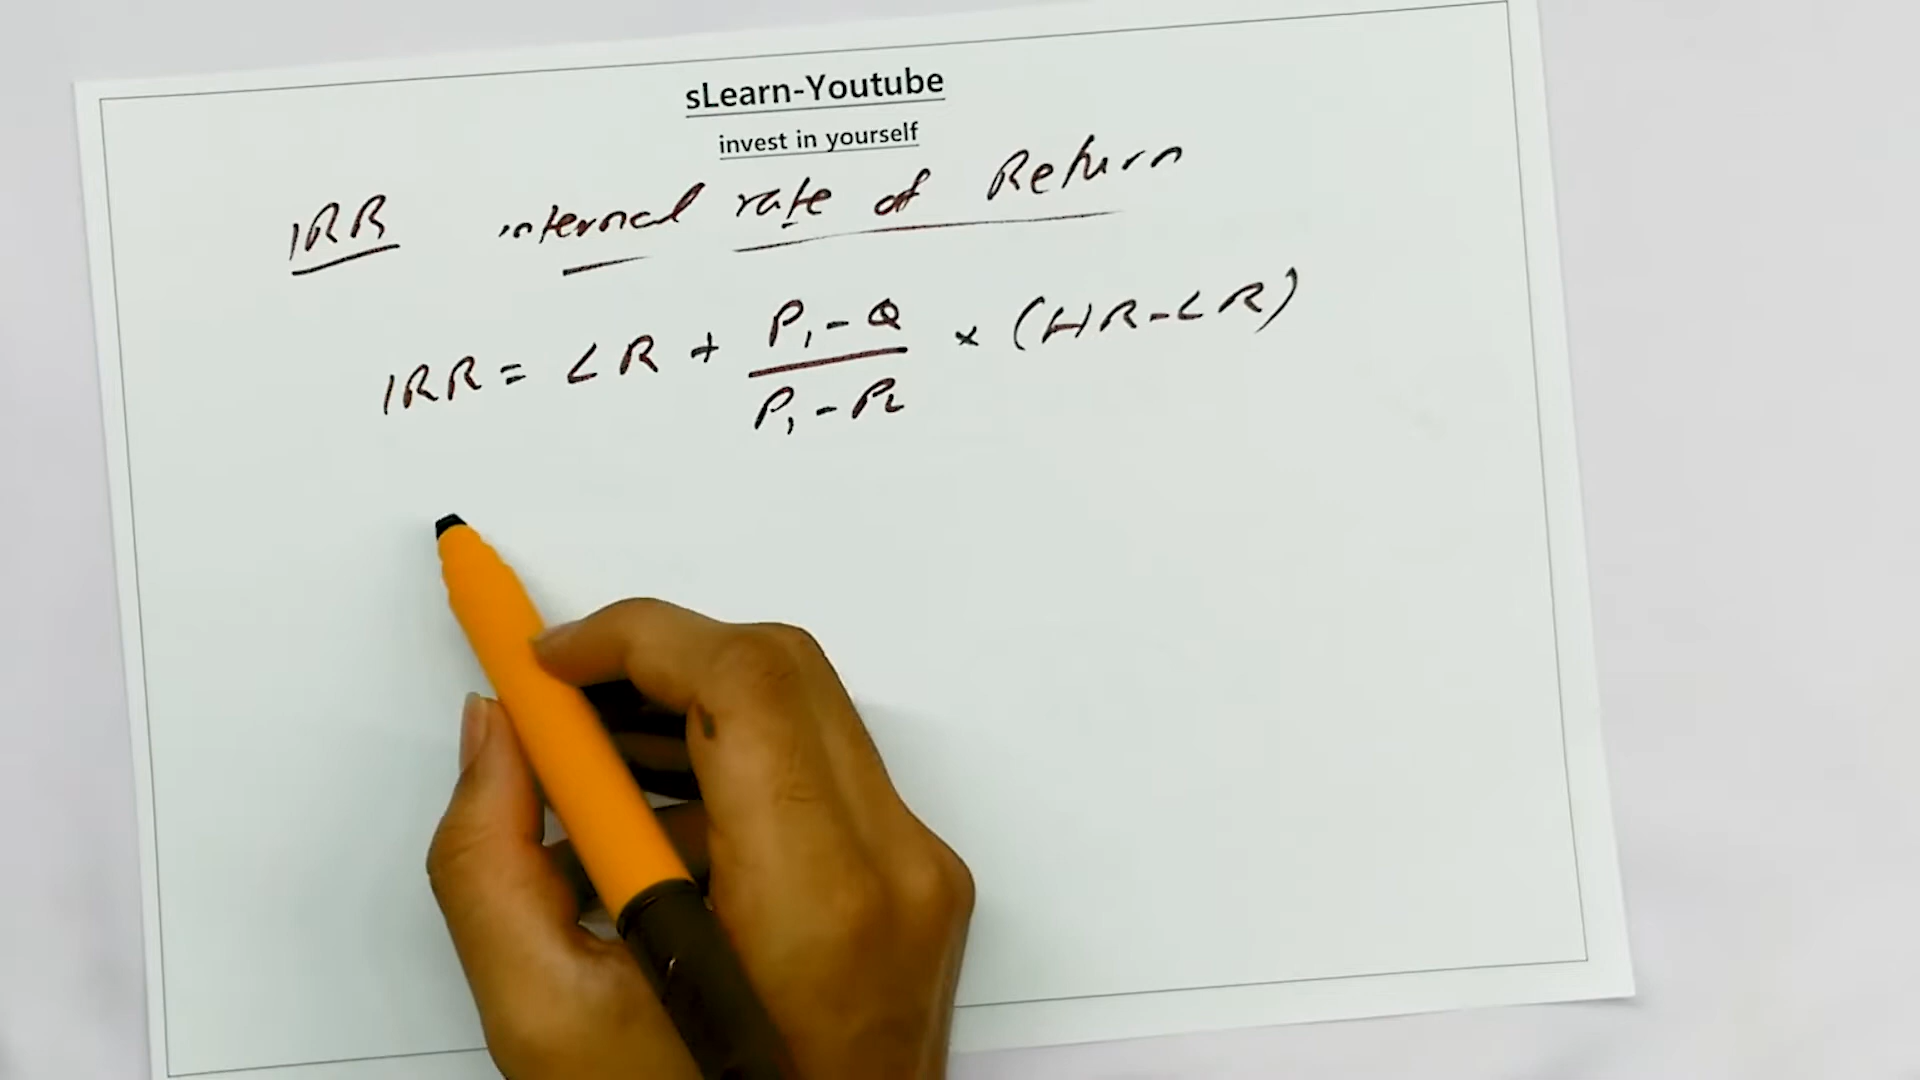 sLearn-Youtube
invest in yourself
IRR internal rate of Return
IRR = LR + P1 - Q / P1 - P2 × (HR - LR)